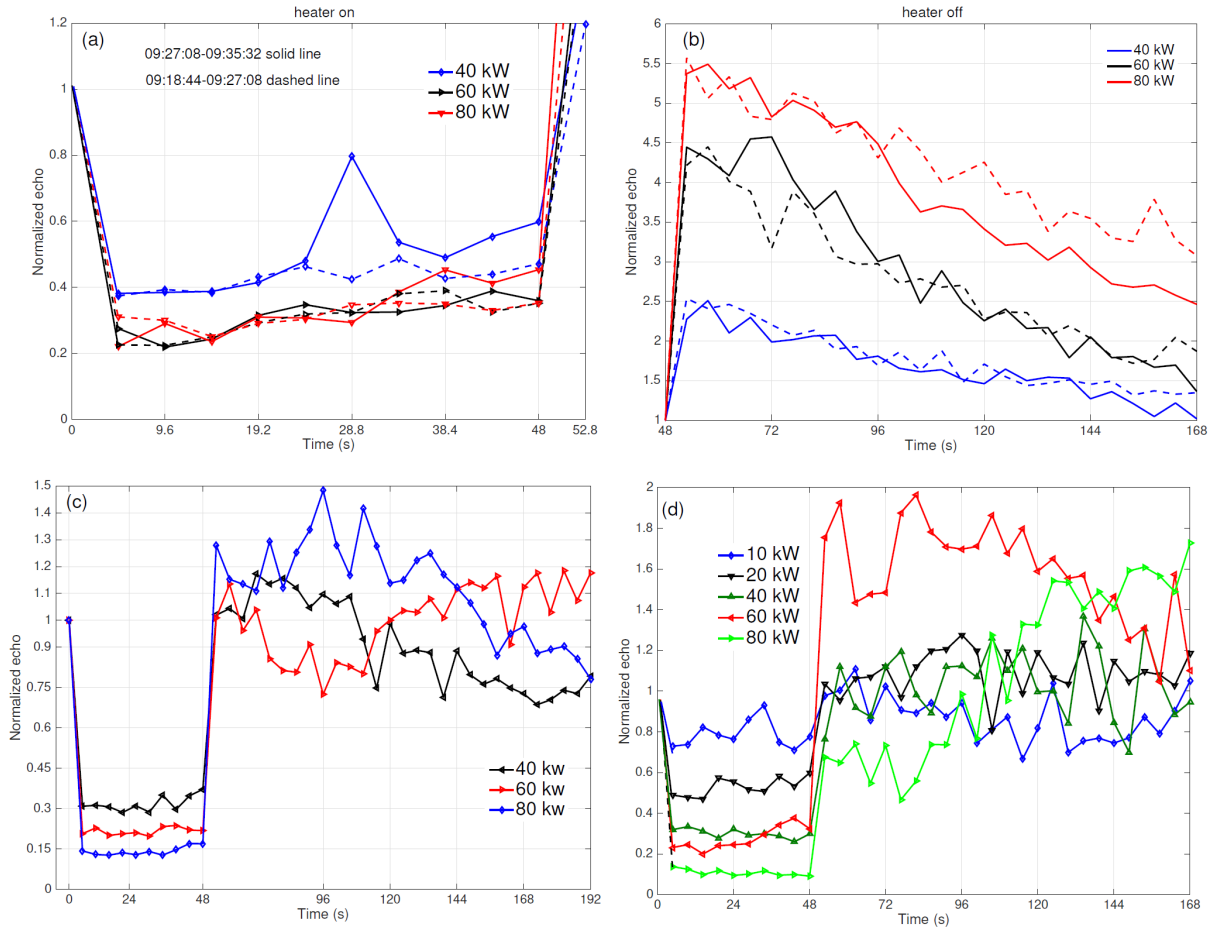 heater on
(a)
09:27:08-09:35:32 solid line
09:18:44-09:27:08 dashed line
40 kW
60 kW
80 kW
Normalized echo
1.2
1
0.8
0.6
0.4
0.2
0
0 9.6 19.2 28.8 38.4 48 52.8
Time (s)
heater off
(b)
40 kW
60 kW
80 kW
Normalized echo
6
5.5
5
4.5
4
3.5
3
2.5
2
1.5
1
48 72 96 120 144 168
Time (s)
(c)
Normalized echo
1.5
1.4
1.3
1.2
1.1
1
0.9
0.75
0.6
0.45
0.3
0.15
0
40 kw
60 kw
80 kw
0 24 48 72 96 120 144 168 192
Time (s)
(d)
10 kW
20 kW
40 kW
60 kW
80 kW
Normalized echo
2
1.8
1.6
1.4
1.2
1
0.8
0.6
0.4
0.2
0
0 24 48 72 96 120 144 168
Time (s)